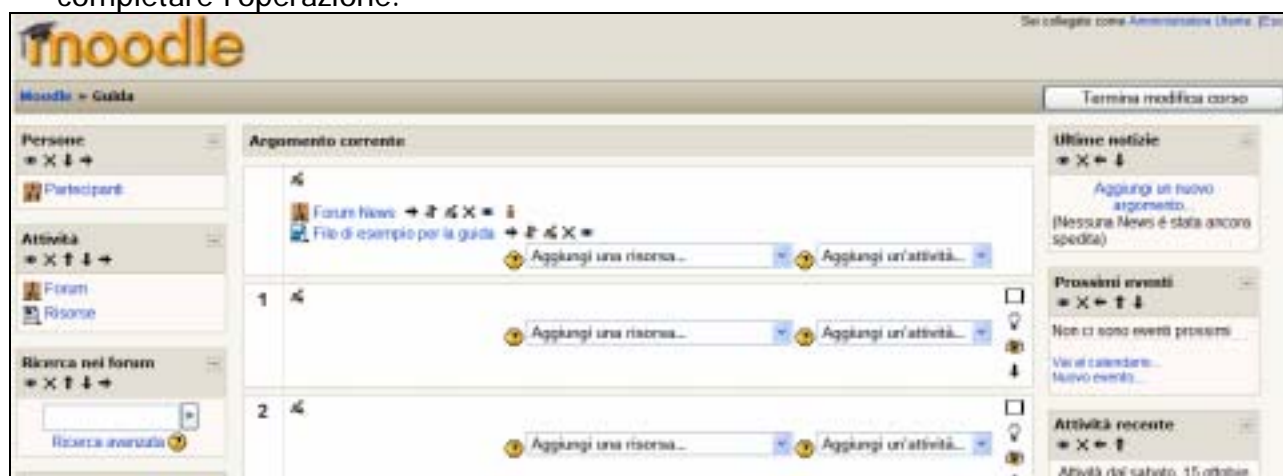 completare l'operazione.
moodle
Sei collegato come Amministratore Utente (Esci
Moodle » Guida
Termina modifica corso
Persone
Partecipanti
Attività
Forum
Risorse
Ricerca nei forum
Ricerca avanzata
Argomento corrente
Forum News
File di esempio per la guida
Aggiungi una risorsa... Aggiungi un'attività...
1
Aggiungi una risorsa... Aggiungi un'attività...
2
Aggiungi una risorsa... Aggiungi un'attività...
Ultime notizie
Aggiungi un nuovo
argomento...
(Nessuna News è stata ancora
spedita)
Prossimi eventi
Non ci sono eventi prossimi
Vai al calendario...
Nuovo evento...
Attività recente
Attività dal sabato, 15 ottobre